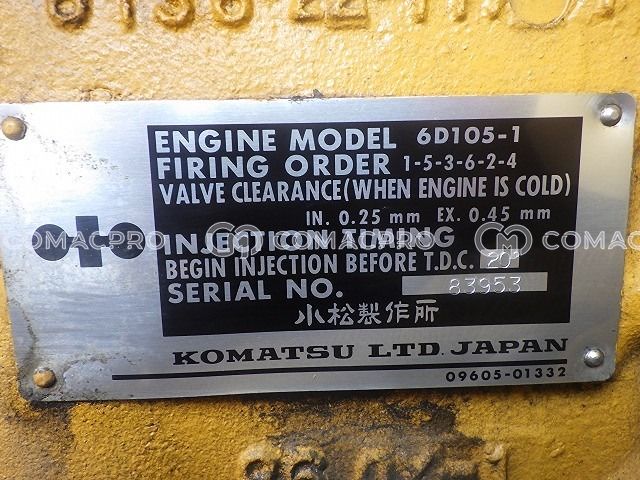 ENGINE MODEL 6D105-1
FIRING ORDER 1-5-3-6-2-4
VALVE CLEARANCE (WHEN ENGINE IS COLD)
IN. 0.25 mm EX. 0.45 mm
COMACPRO COMACPRO COMACPRO
INJECTION TIMING
BEGIN INJECTION BEFORE T.D.C. 20°
SERIAL NO. 83953
小松製作所
KOMATSU LTD. JAPAN
09605-01332